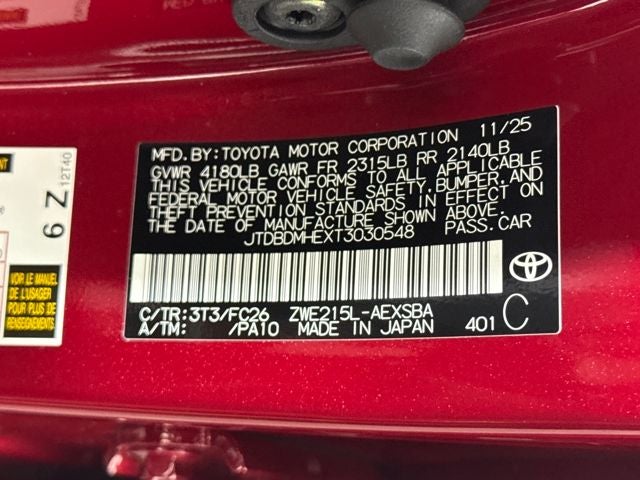 MFD. BY: TOYOTA MOTOR CORPORATION 11/25
GVWR 4180LB GAWR FR 2315LB RR 2140LB
THIS VEHICLE CONFORMS TO ALL APPLICABLE
FEDERAL MOTOR VEHICLE SAFETY, BUMPER, AND
THEFT PREVENTION STANDARDS IN EFFECT ON
THE DATE OF MANUFACTURE SHOWN ABOVE.
JTDBDMHEXT3030548 PASS. CAR
C/TR: 3T3/FC26 ZWE215L-AEXSBA
A/TM: /PA10 MADE IN JAPAN 401 C
6 Z
12T40
MANUEL
DE L'USAGER
POUR PLUS DE
RENSEIGNEMENTS